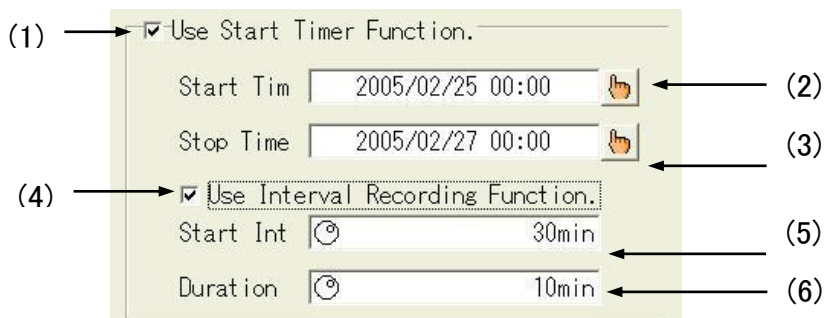 (1) Use Start Timer Function.
Start Tim 2005/02/25 00:00 (2)
Stop Time 2005/02/27 00:00 (3)
(4) Use Interval Recording Function.
Start Int 30min (5)
Duration 10min (6)